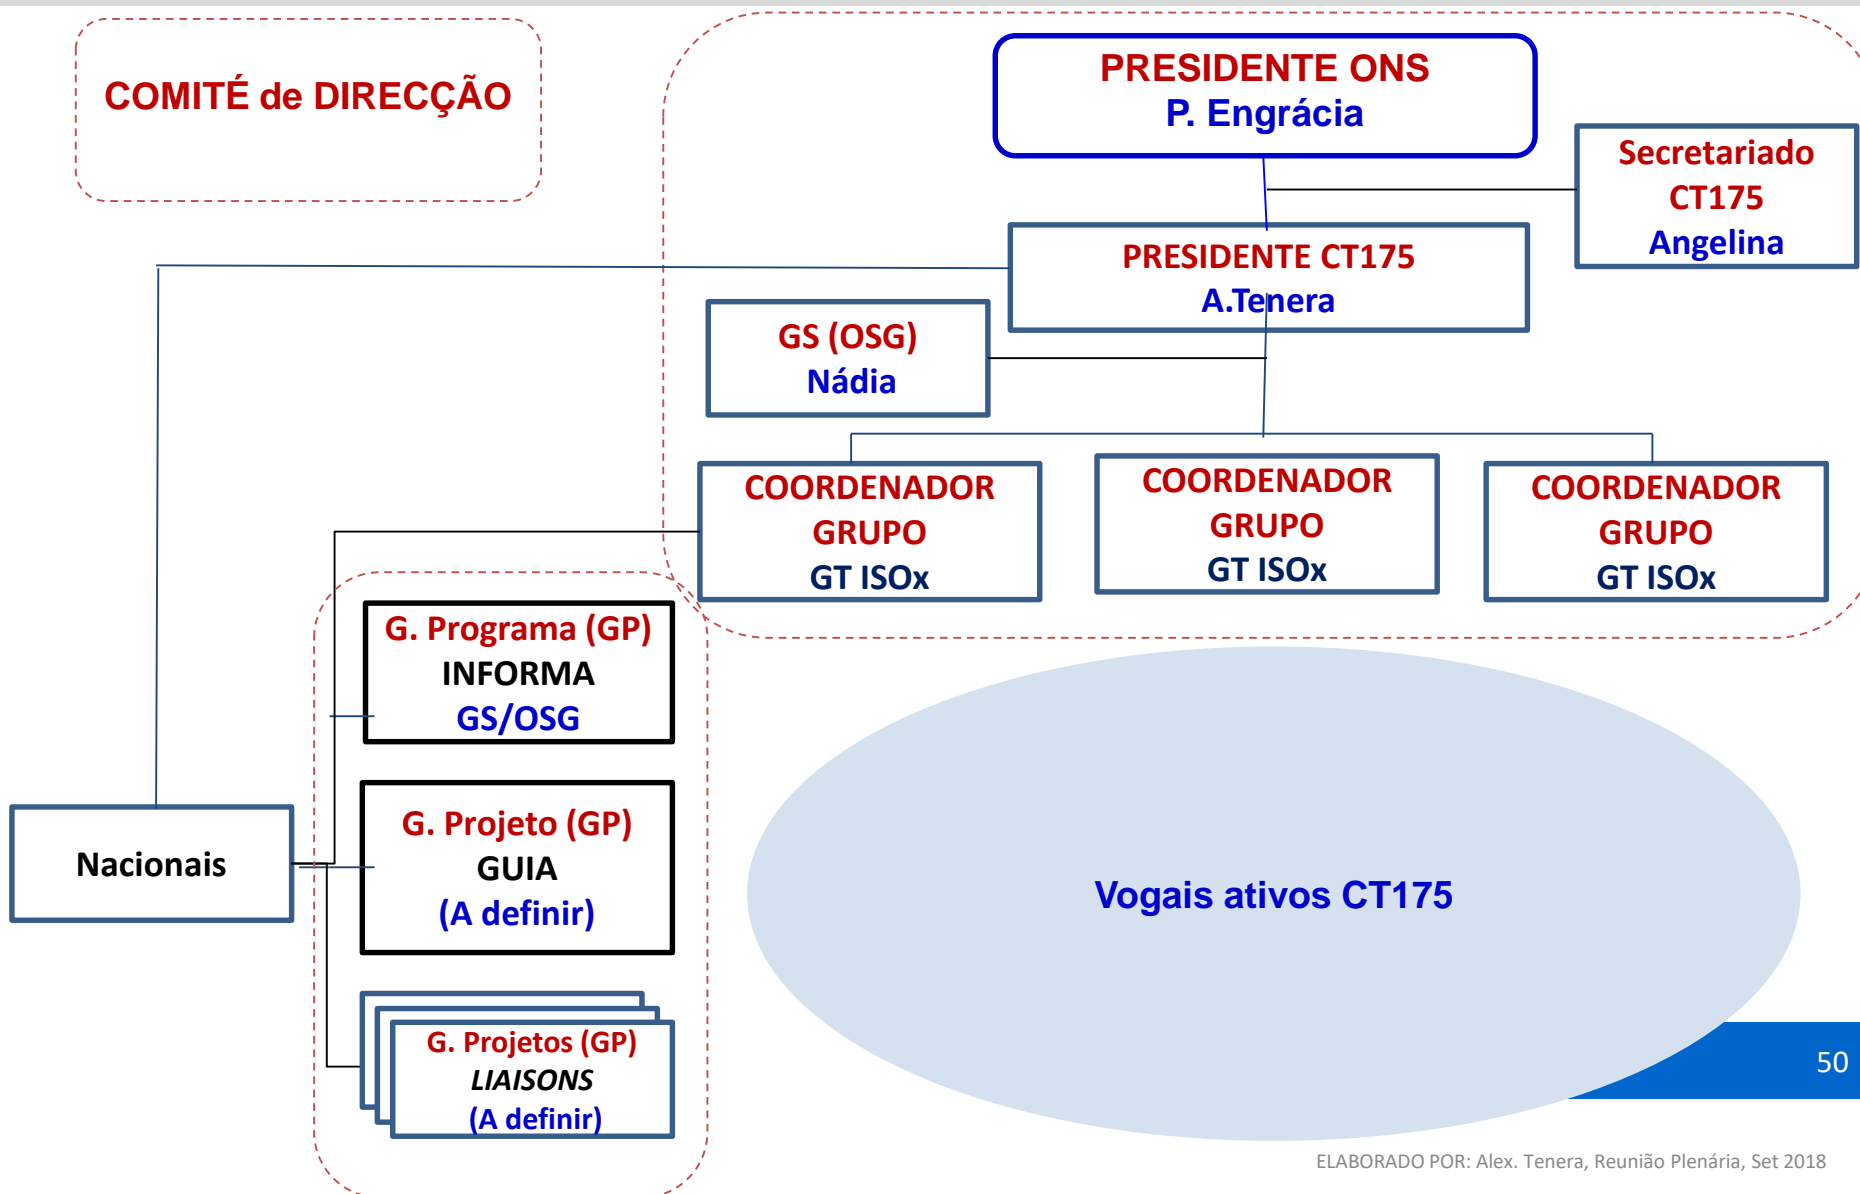 COMITÉ de DIRECÇÃO
PRESIDENTE ONS
P. Engrácia
Secretariado
CT175
Angelina
PRESIDENTE CT175
A.Tenera
GS (OSG)
Nádia
COORDENADOR
GRUPO
GT ISOx
COORDENADOR
GRUPO
GT ISOx
COORDENADOR
GRUPO
GT ISOx
G. Programa (GP)
INFORMA
GS/OSG
Nacionais
G. Projeto (GP)
GUIA
(A definir)
Vogais ativos CT175
G. Projetos (GP)
LIAISONS
(A definir)
50
ELABORADO POR: Alex. Tenera, Reunião Plenária, Set 2018